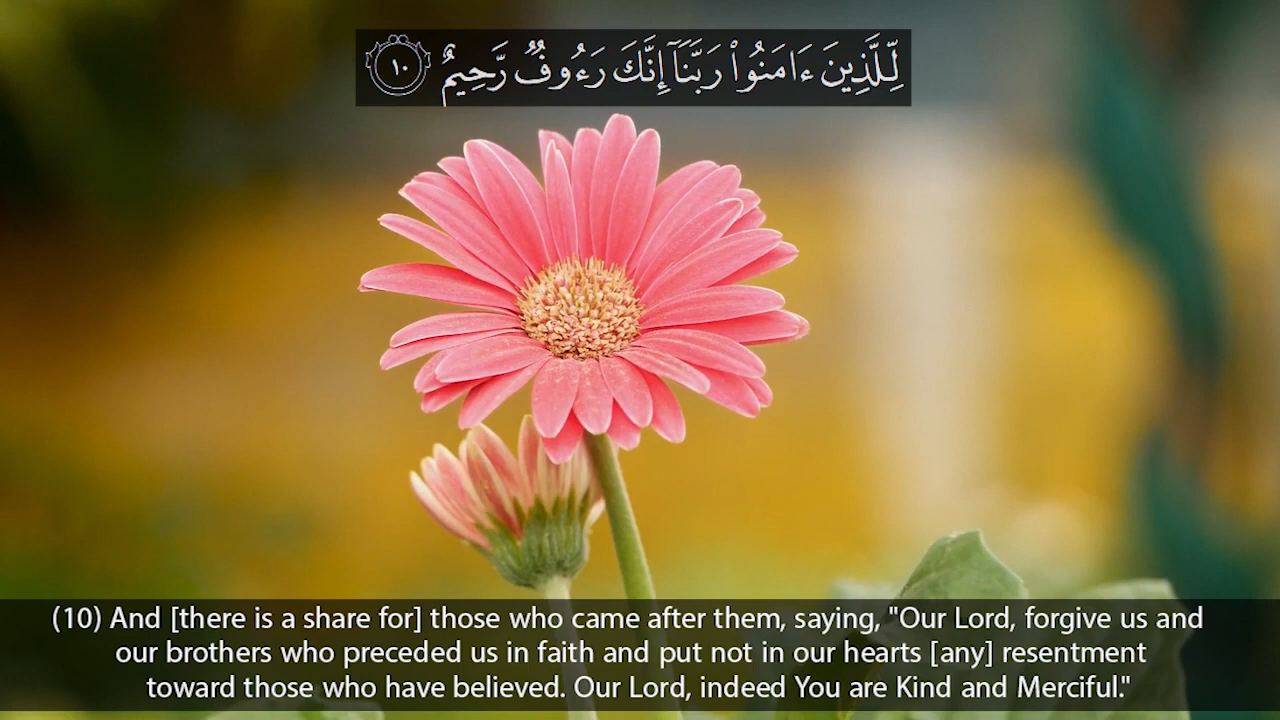 لِّلَّذِينَ ءَامَنُوا۟ رَبَّنَآ إِنَّكَ رَءُوفٌ رَّحِيمٌ ١٠
(10) And [there is a share for] those who came after them, saying, "Our Lord, forgive us and
our brothers who preceded us in faith and put not in our hearts [any] resentment
toward those who have believed. Our Lord, indeed You are Kind and Merciful."